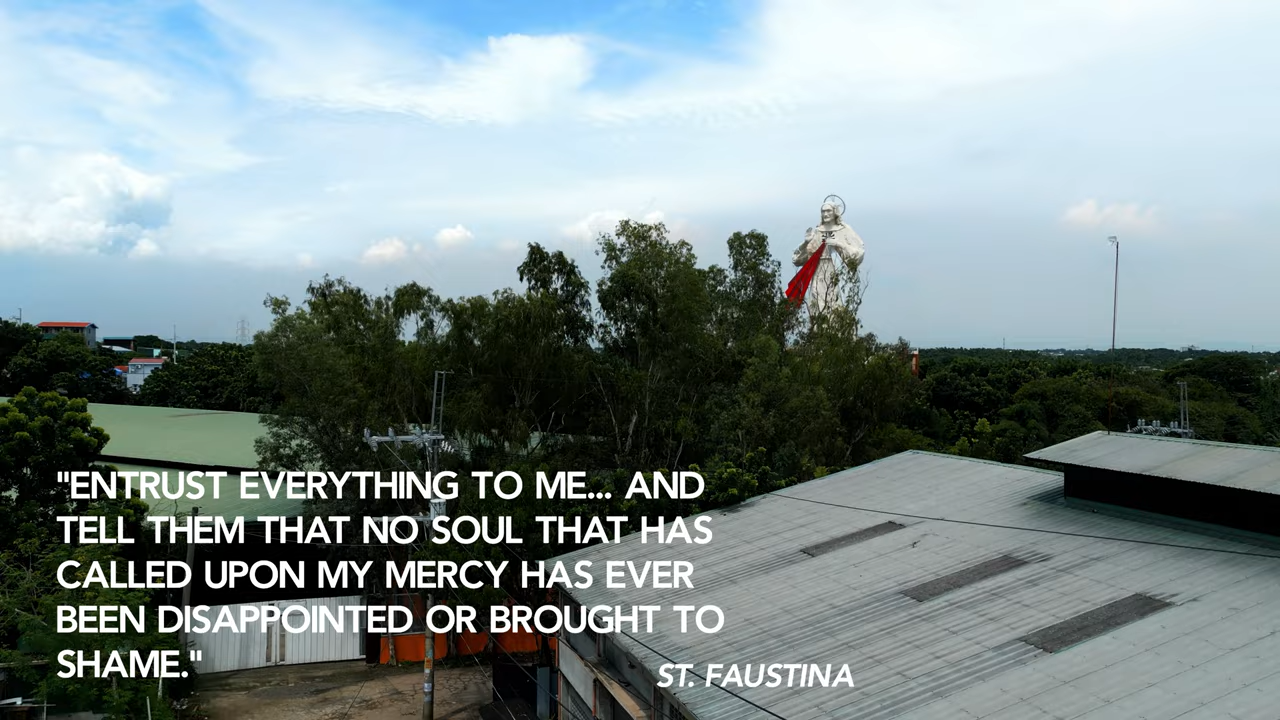 "ENTRUST EVERYTHING TO ME... AND
TELL THEM THAT NO SOUL THAT HAS
CALLED UPON MY MERCY HAS EVER
BEEN DISAPPOINTED OR BROUGHT TO
SHAME."
ST. FAUSTINA